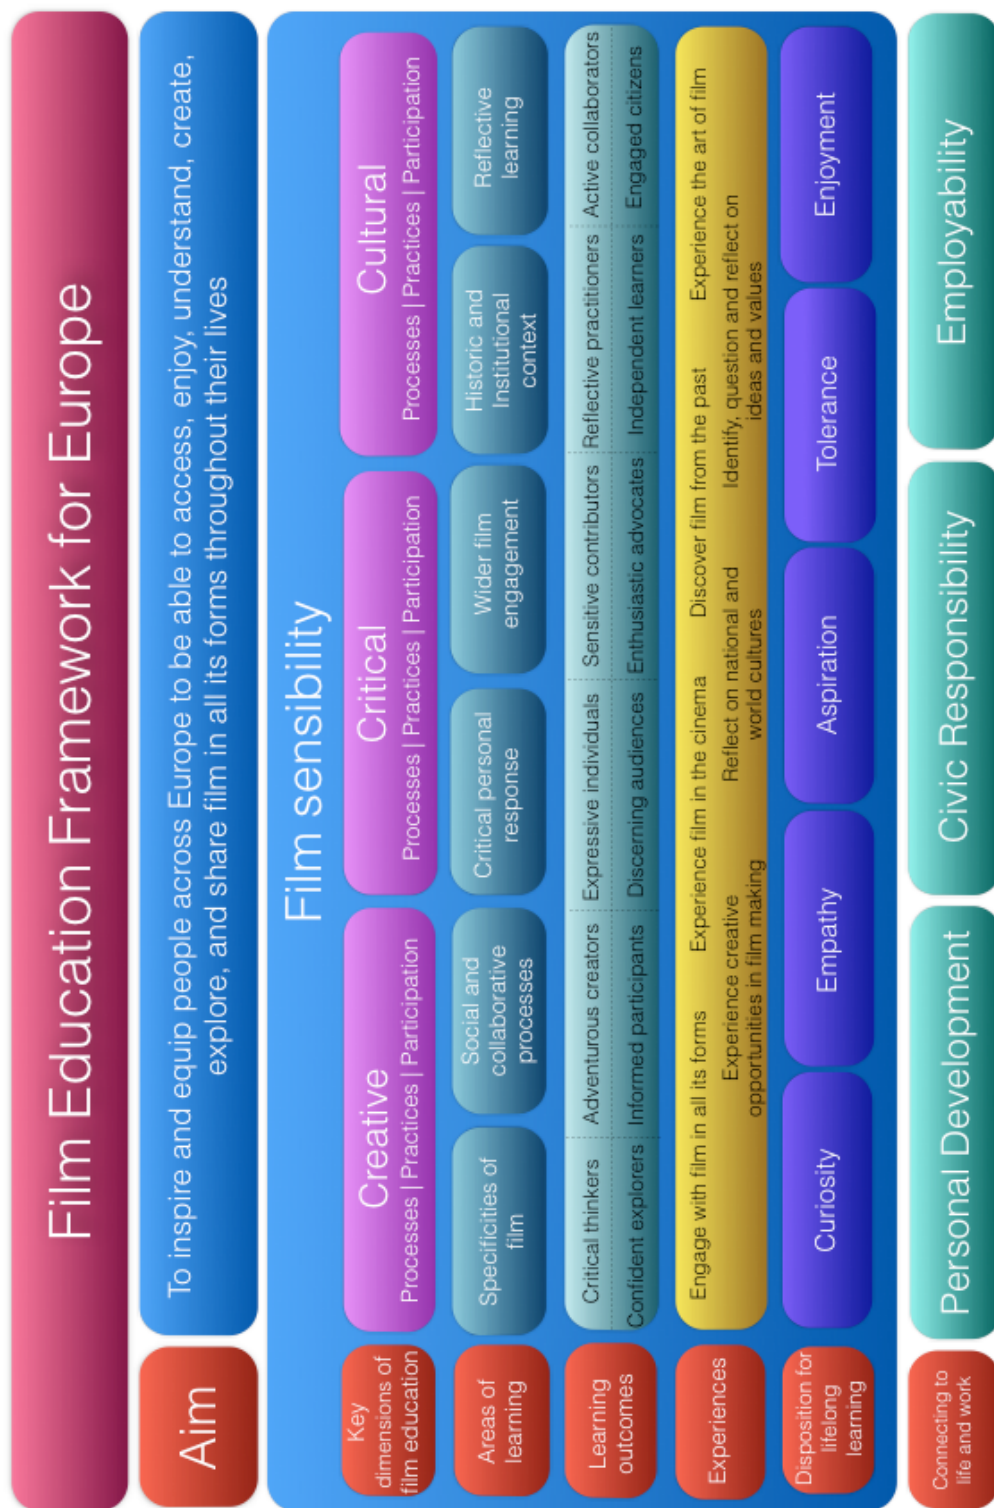 Film Education Framework for Europe
Aim
To inspire and equip people across Europe to be able to access, enjoy, understand, create,
explore, and share film in all its forms throughout their lives
Film sensibility
Key
dimensions of
film education
Creative
Processes | Practices | Participation
Critical
Processes | Practices | Participation
Cultural
Processes | Practices | Participation
Areas of
learning
Specificities of
film
Social and
collaborative
processes
Critical personal
response
Wider film
engagement
Historic and
Institutional
context
Reflective
learning
Learning
outcomes
Critical thinkers
Adventurous creators
Expressive individuals
Sensitive contributors
Reflective practitioners
Active collaborators
Confident explorers
Informed participants
Discerning audiences
Enthusiastic advocates
Independent learners
Engaged citizens
Experiences
Engage with film in all its forms
Experience film in the cinema
Discover film from the past
Experience the art of film
Experience creative
opportunities in film making
Reflect on national and
world cultures
Identify, question and reflect on
ideas and values
Disposition for
lifelong
learning
Curiosity
Empathy
Aspiration
Tolerance
Enjoyment
Connecting to
life and work
Personal Development
Civic Responsibility
Employability